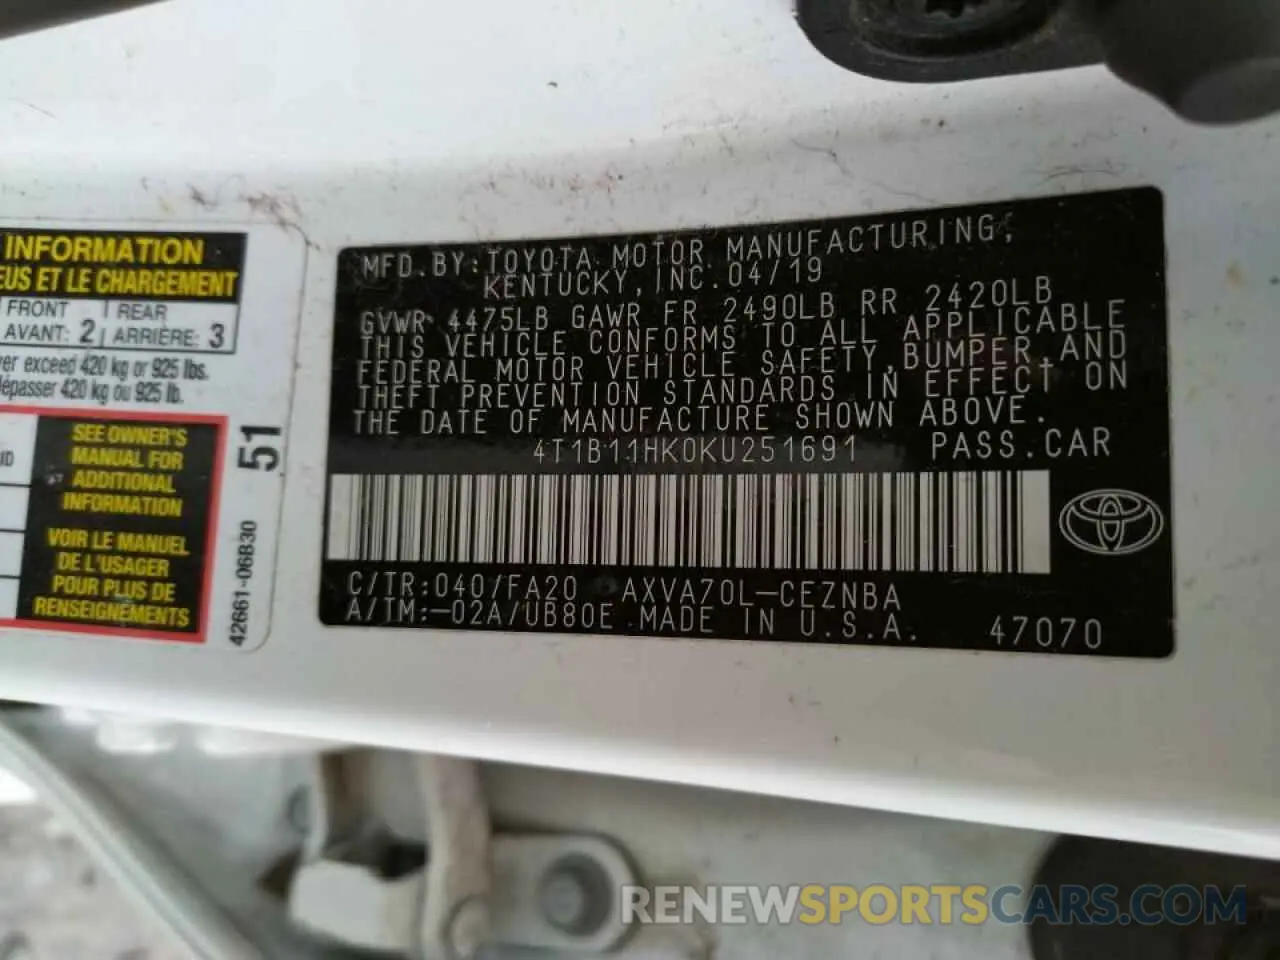 INFORMATION
EUS ET LE CHARGEMENT
FRONT REAR
AVANT: 2 ARRIÈRE: 3
ver exceed 420 kg or 925 lbs.
dépasser 420 kg ou 925 lb.
SEE OWNER'S
MANUAL FOR
ADDITIONAL
INFORMATION
VOIR LE MANUEL
DE L'USAGER
POUR PLUS DE
RENSEIGNEMENTS
51
42661-06B30
MFD. BY: TOYOTA MOTOR MANUFACTURING,
KENTUCKY, INC. 04/19
GVWR 4475LB GAWR FR 2490LB RR 2420LB
THIS VEHICLE CONFORMS TO ALL APPLICABLE
FEDERAL MOTOR VEHICLE SAFETY, BUMPER, AND
THEFT PREVENTION STANDARDS IN EFFECT ON
THE DATE OF MANUFACTURE SHOWN ABOVE.
4T1B11HK0KU251691 PASS. CAR
C/TR: 040/FA20 AXVA70L-CEZNBA
A/TM: -02A/UB80E MADE IN U.S.A. 47070
RENEWSPORTSCARS.COM